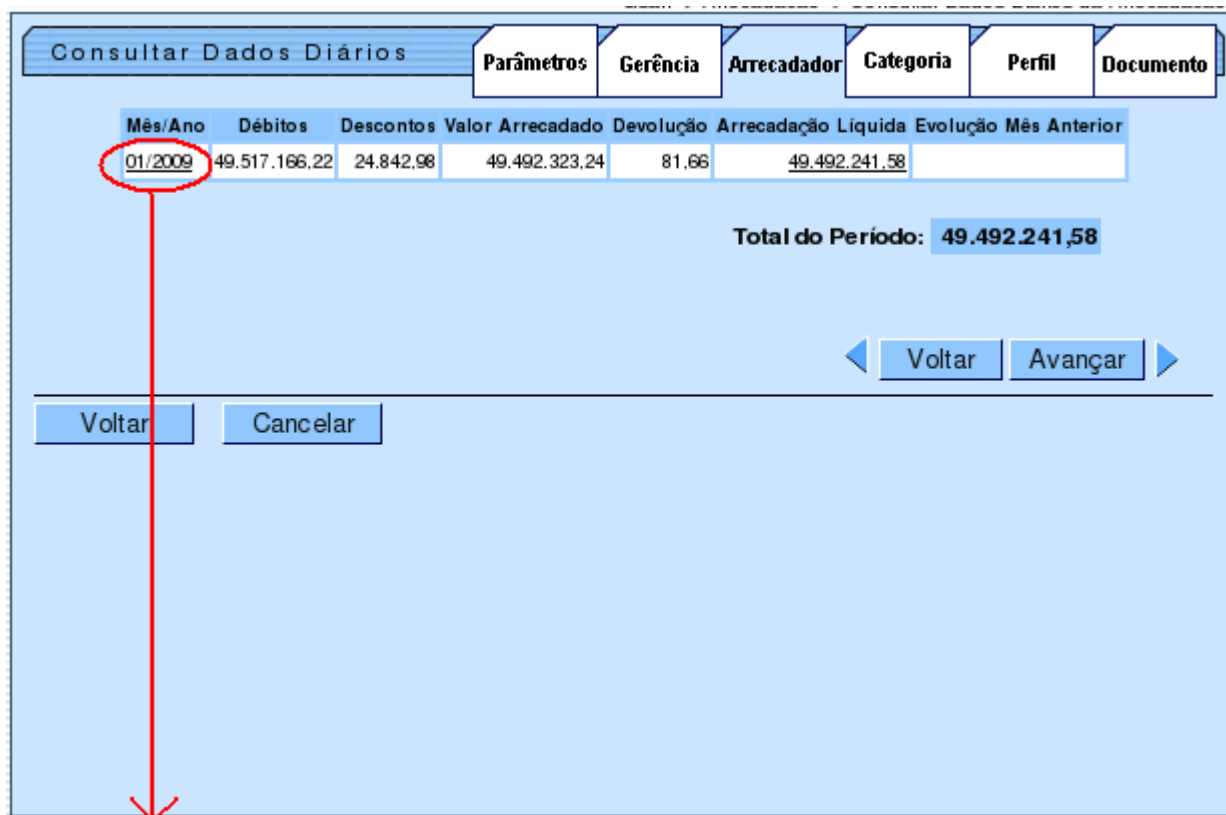 Consultar Dados Diários
Parâmetros Gerência Arrecadador Categoria Perfil Documento
Mês/Ano Débitos Descontos Valor Arrecadado Devolução Arrecadação Líquida Evolução Mês Anterior
01/2009 49.517.166,22 24.842,98 49.492.323,24 81,66 49.492.241,58
Total do Período: 49.492.241,58
Voltar Avançar
Voltar Cancelar